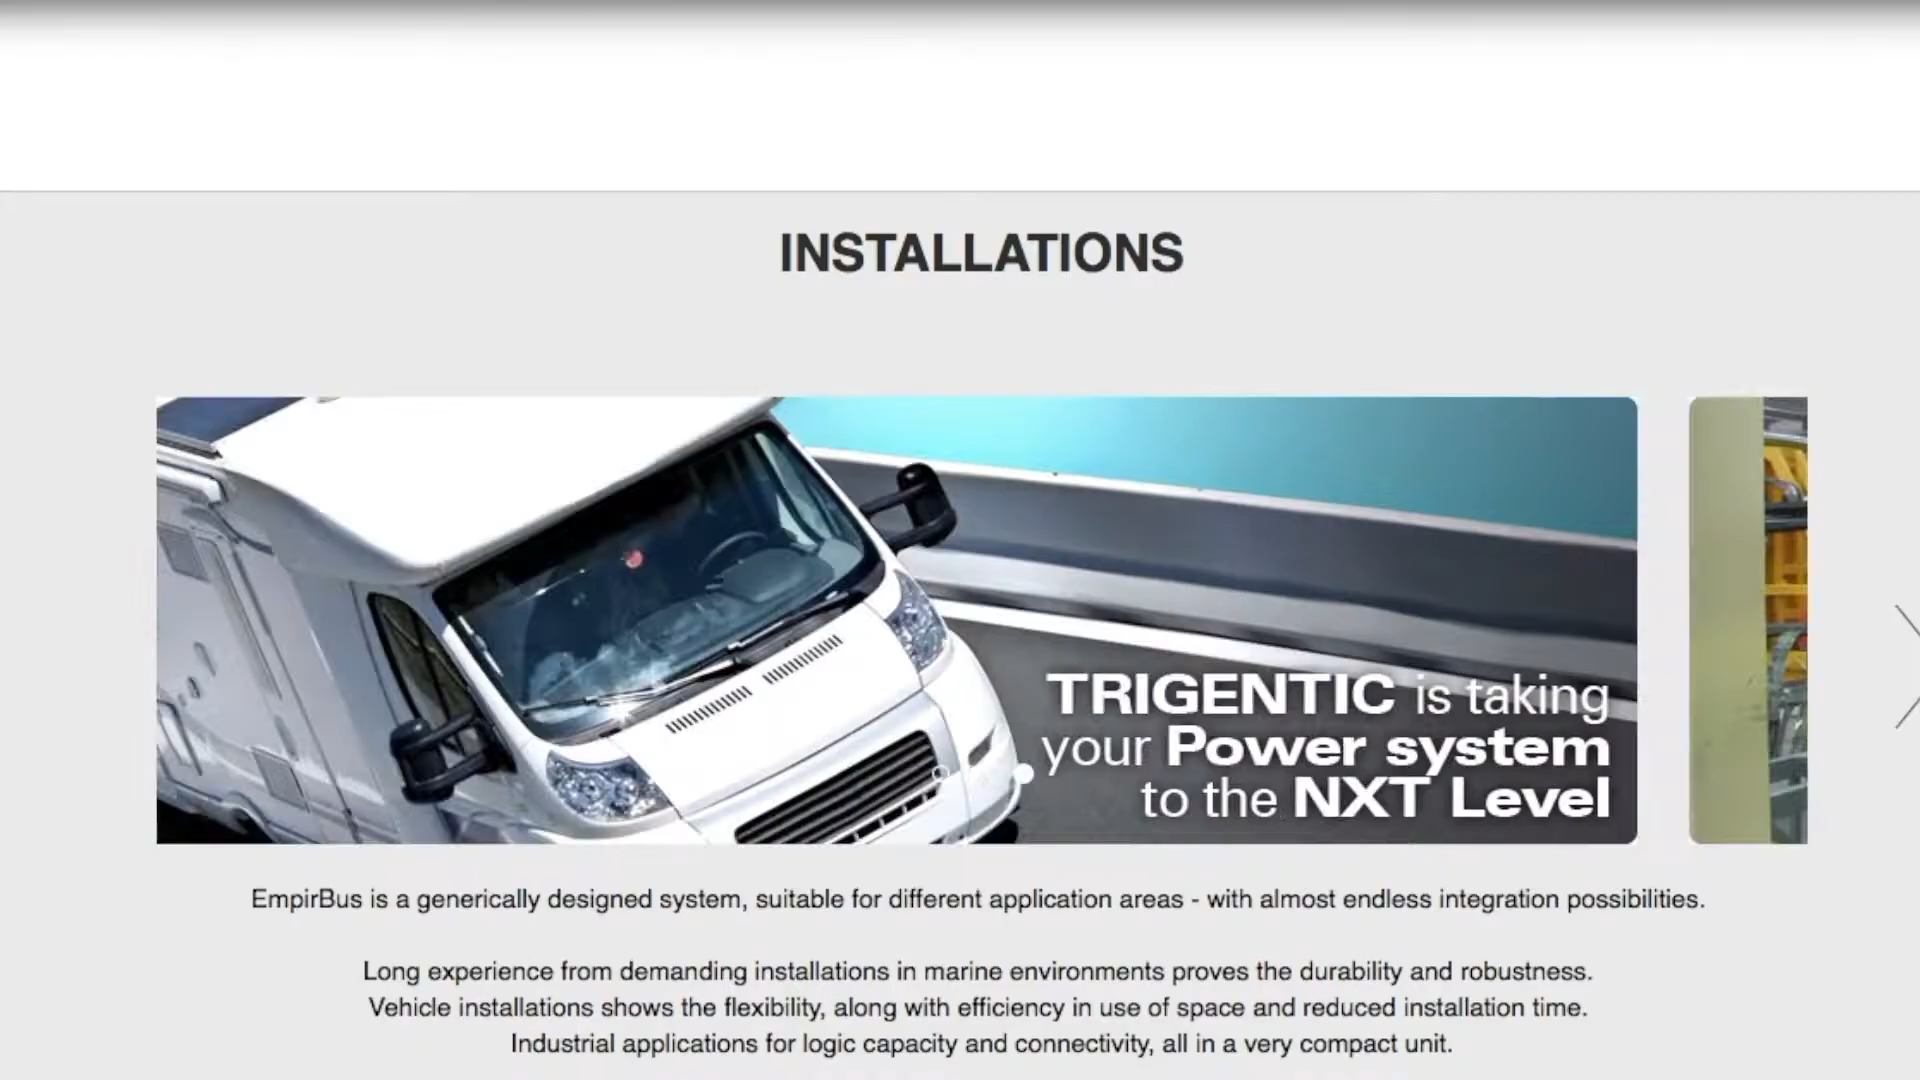 INSTALLATIONS
TRIGENTIC is taking
your Power system
to the NXT Level
EmpirBus is a generically designed system, suitable for different application areas - with almost endless integration possibilities.
Long experience from demanding installations in marine environments proves the durability and robustness.
Vehicle installations shows the flexibility, along with efficiency in use of space and reduced installation time.
Industrial applications for logic capacity and connectivity, all in a very compact unit.